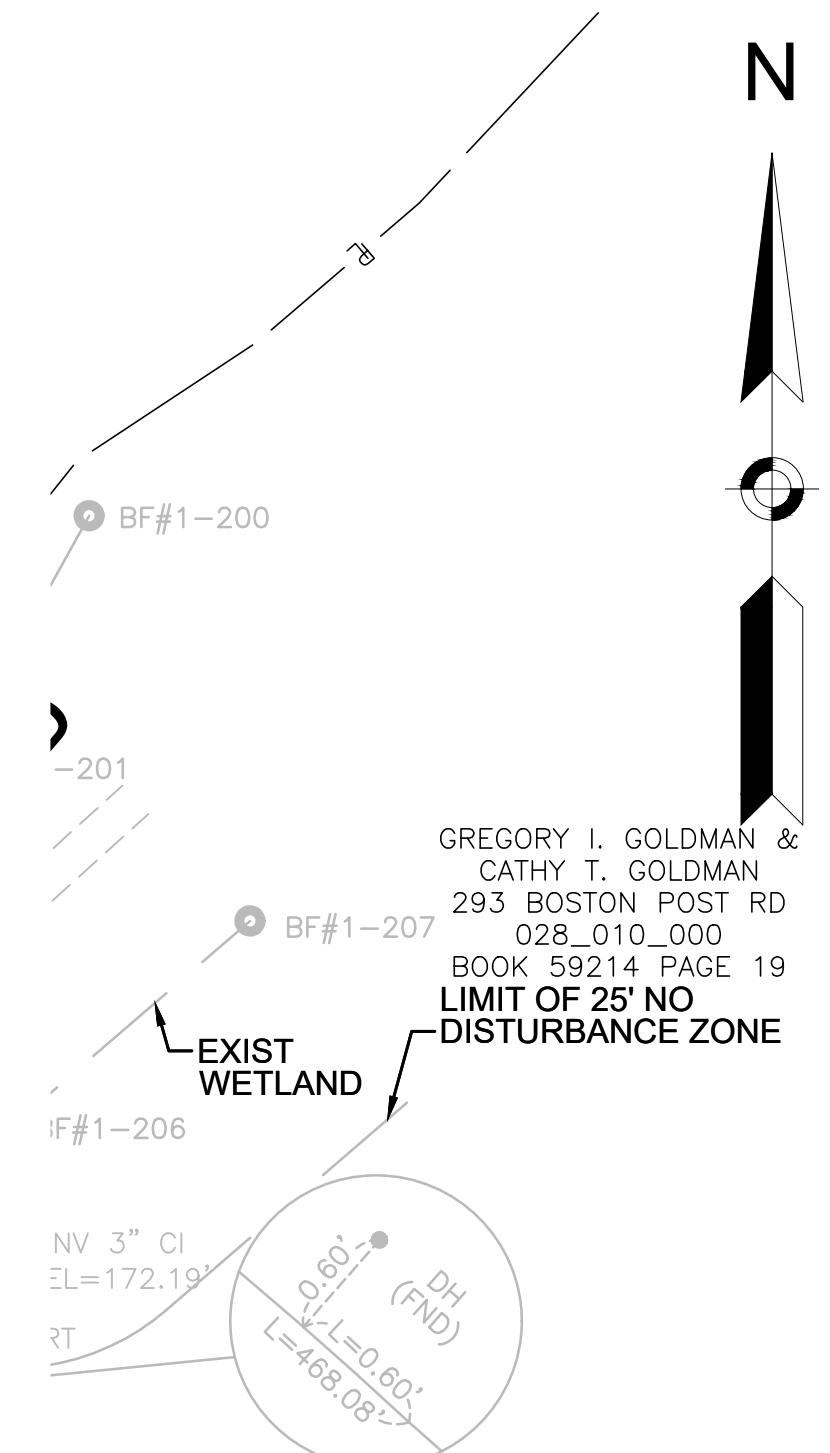 N
BF#1-200
-201
GREGORY I. GOLDMAN &
CATHY T. GOLDMAN
293 BOSTON POST RD
028_010_000
BOOK 59214 PAGE 19
BF#1-207
LIMIT OF 25' NO
DISTURBANCE ZONE
EXIST
WETLAND
F#1-206
NV 3" CI
EL=172.19'
RT
0.60'
DH
(FND)
L=0.60'
L=468.08'